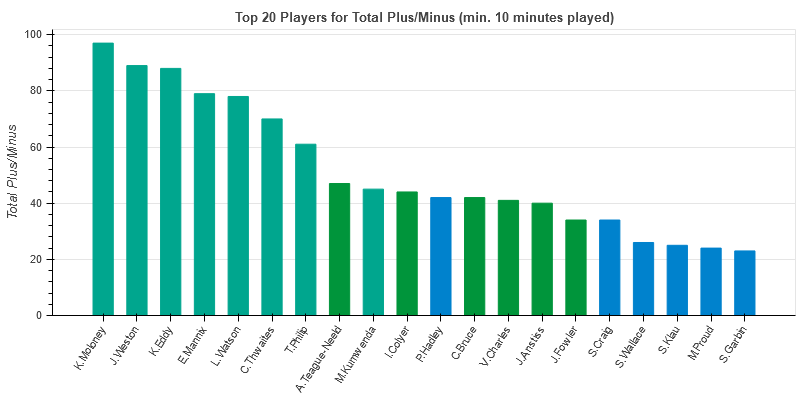 Top 20 Players for Total Plus/Minus (min. 10 minutes played)
Total Plus/Minus
100
80
60
40
20
0
K.Moloney
J.Weston
K.Eddy
E.Mannix
L.Watson
C.Thwaites
T.Philip
A.Teague-Neeld
M.Kumwenda
I.Colyer
P.Hadley
C.Bruce
V.Charles
J.Anstiss
J.Fowler
S.Craig
S.Wallace
S.Klau
M.Proud
S.Garbin